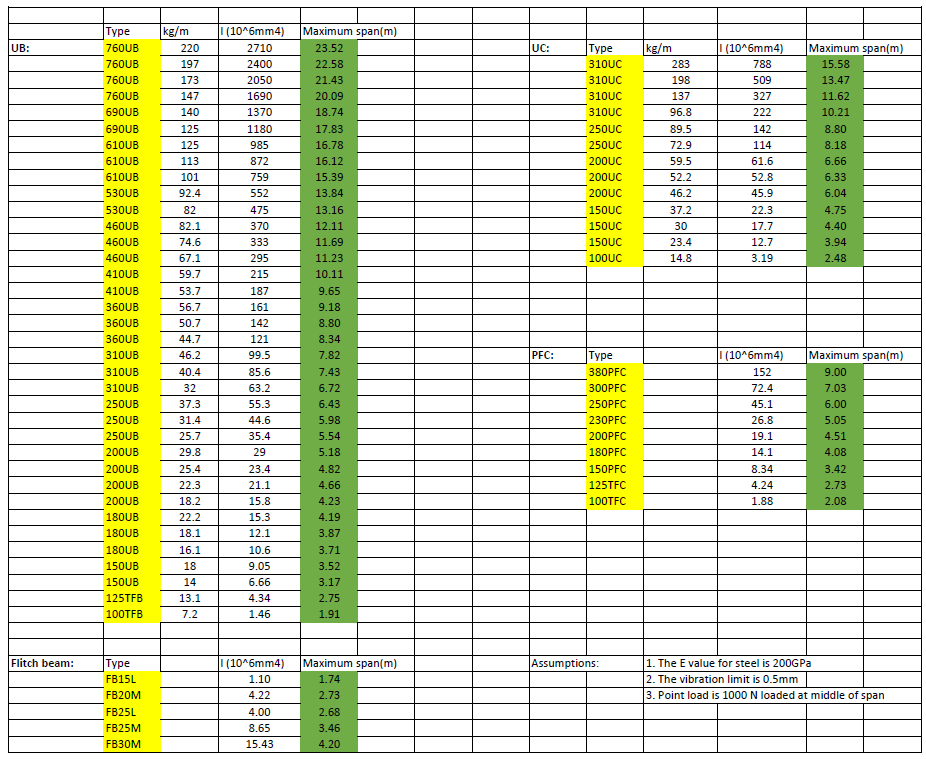 Type kg/m I (10^6mm4) Maximum span(m)
UB: 760UB 220 2710 23.52 UC: Type kg/m I (10^6mm4) Maximum span(m)
760UB 197 2400 22.58 310UC 283 788 15.58
760UB 173 2050 21.43 310UC 198 509 13.47
760UB 147 1690 20.09 310UC 137 327 11.62
690UB 140 1370 18.74 310UC 96.8 222 10.21
690UB 125 1180 17.83 250UC 89.5 142 8.80
610UB 125 985 16.78 250UC 72.9 114 8.18
610UB 113 872 16.12 200UC 59.5 61.6 6.66
610UB 101 759 15.39 200UC 52.2 52.8 6.33
530UB 92.4 552 13.84 200UC 46.2 45.9 6.04
530UB 82 475 13.16 150UC 37.2 22.3 4.75
460UB 82.1 370 12.11 150UC 30 17.7 4.40
460UB 74.6 333 11.69 150UC 23.4 12.7 3.94
460UB 67.1 295 11.23 100UC 14.8 3.19 2.48
410UB 59.7 215 10.11
410UB 53.7 187 9.65
360UB 56.7 161 9.18
360UB 50.7 142 8.80
360UB 44.7 121 8.34
310UB 46.2 99.5 7.82 PFC: Type I (10^6mm4) Maximum span(m)
310UB 40.4 85.6 7.43 380PFC 152 9.00
310UB 32 63.2 6.72 300PFC 72.4 7.03
250UB 37.3 55.3 6.43 250PFC 45.1 6.00
250UB 31.4 44.6 5.98 230PFC 26.8 5.05
250UB 25.7 35.4 5.54 200PFC 19.1 4.51
200UB 29.8 29 5.18 180PFC 14.1 4.08
200UB 25.4 23.4 4.82 150PFC 8.34 3.42
200UB 22.3 21.1 4.66 125TFC 4.24 2.73
200UB 18.2 15.8 4.23 100TFC 1.88 2.08
180UB 22.2 15.3 4.19
180UB 18.1 12.1 3.87
180UB 16.1 10.6 3.71
150UB 18 9.05 3.52
150UB 14 6.66 3.17
125TFB 13.1 4.34 2.75
100TFB 7.2 1.46 1.91
Flitch beam: Type I (10^6mm4) Maximum span(m) Assumptions: 1. The E value for steel is 200GPa
FB15L 1.10 1.74 2. The vibration limit is 0.5mm
FB20M 4.22 2.73 3. Point load is 1000 N loaded at middle of span
FB25L 4.00 2.68
FB25M 8.65 3.46
FB30M 15.43 4.20